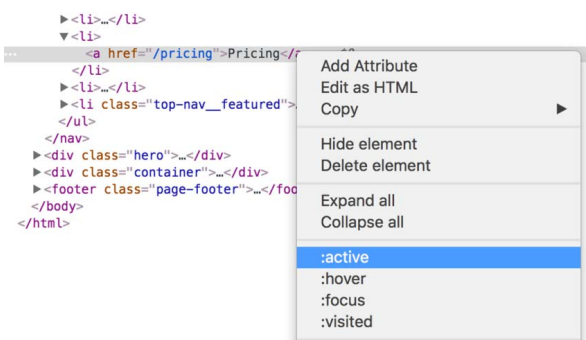 ▶<li>…</li>
▼<li>
… <a href="/pricing">Pricing</a
</li>
▶<li>…</li>
▶<li class="top-nav__featured">
</ul>
</nav>
▶<div class="hero">…</div>
▶<div class="container">…</div>
▶<footer class="page-footer">…</foo
</body>
</html>
Add Attribute
Edit as HTML
Copy ▶
Hide element
Delete element
Expand all
Collapse all
:active
:hover
:focus
:visited